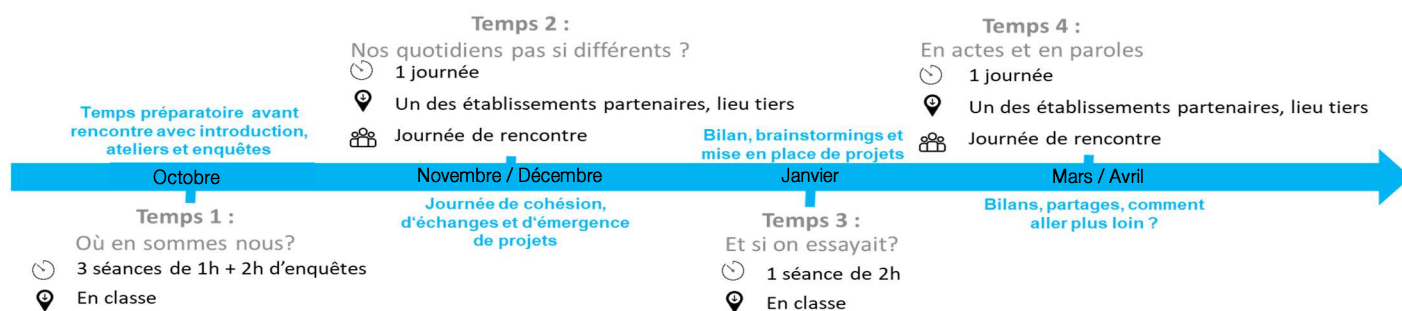 Temps 2 :
Nos quotidiens pas si différents ?
1 journée
Un des établissements partenaires, lieu tiers
Journée de rencontre
Temps 4 :
En actes et en paroles
1 journée
Un des établissements partenaires, lieu tiers
Journée de rencontre
Temps préparatoire avant
rencontre avec introduction,
ateliers et enquêtes
Bilan, brainstormings et
mise en place de projets
Octobre
Novembre / Décembre
Janvier
Mars / Avril
Temps 1 :
Où en sommes nous?
3 séances de 1h + 2h d'enquêtes
En classe
Journée de cohésion,
d'échanges et d'émergence
de projets
Temps 3 :
Et si on essayait?
1 séance de 2h
En classe
Bilans, partages, comment
aller plus loin ?